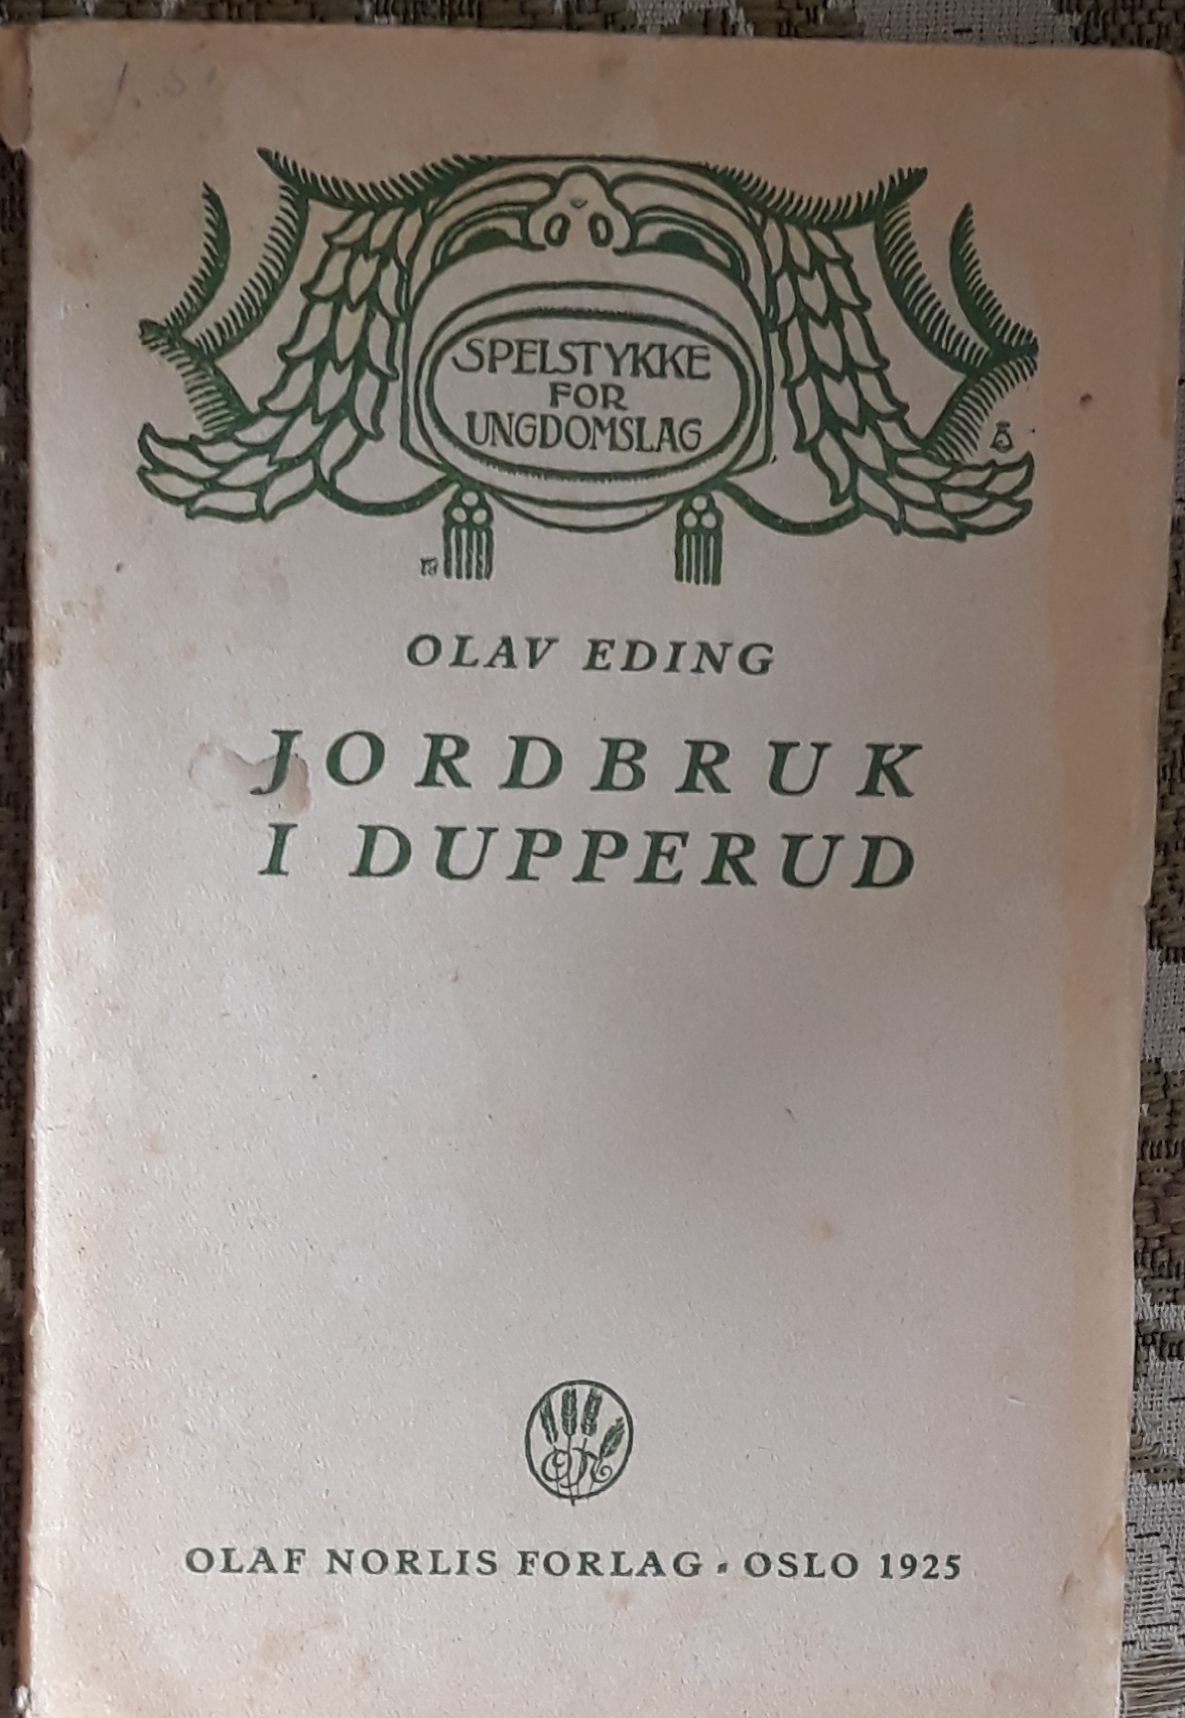 SPELSTYKKE
FOR
UNGDOMSLAG
OLAV EDING
JORDBRUK
I DUPPERUD
OLAF NORLIS FORLAG • OSLO 1925